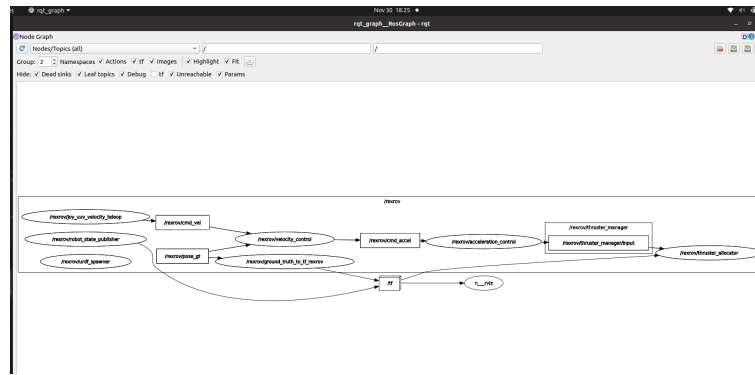 rqt_graph
Nov 30 18:25
rqt_graph__RosGraph - rqt
Node Graph
Nodes/Topics (all)
/
/
Group: 2 Namespaces Actions tf Images Highlight Fit
Hide: Dead sinks Leaf topics Debug tf Unreachable Params
/rexrov
/rexrov/joy_uuv_velocity_teleop
/rexrov/cmd_vel
/rexrov/robot_state_publisher
/rexrov/velocity_control
/rexrov/cmd_accel
/rexrov/acceleration_control
/rexrov/thruster_manager
/rexrov/thruster_manager/input
/rexrov/thruster_allocator
/rexrov/urdf_spawner
/rexrov/pose_gt
/rexrov/ground_truth_to_tf_rexrov
/tf
n__rviz